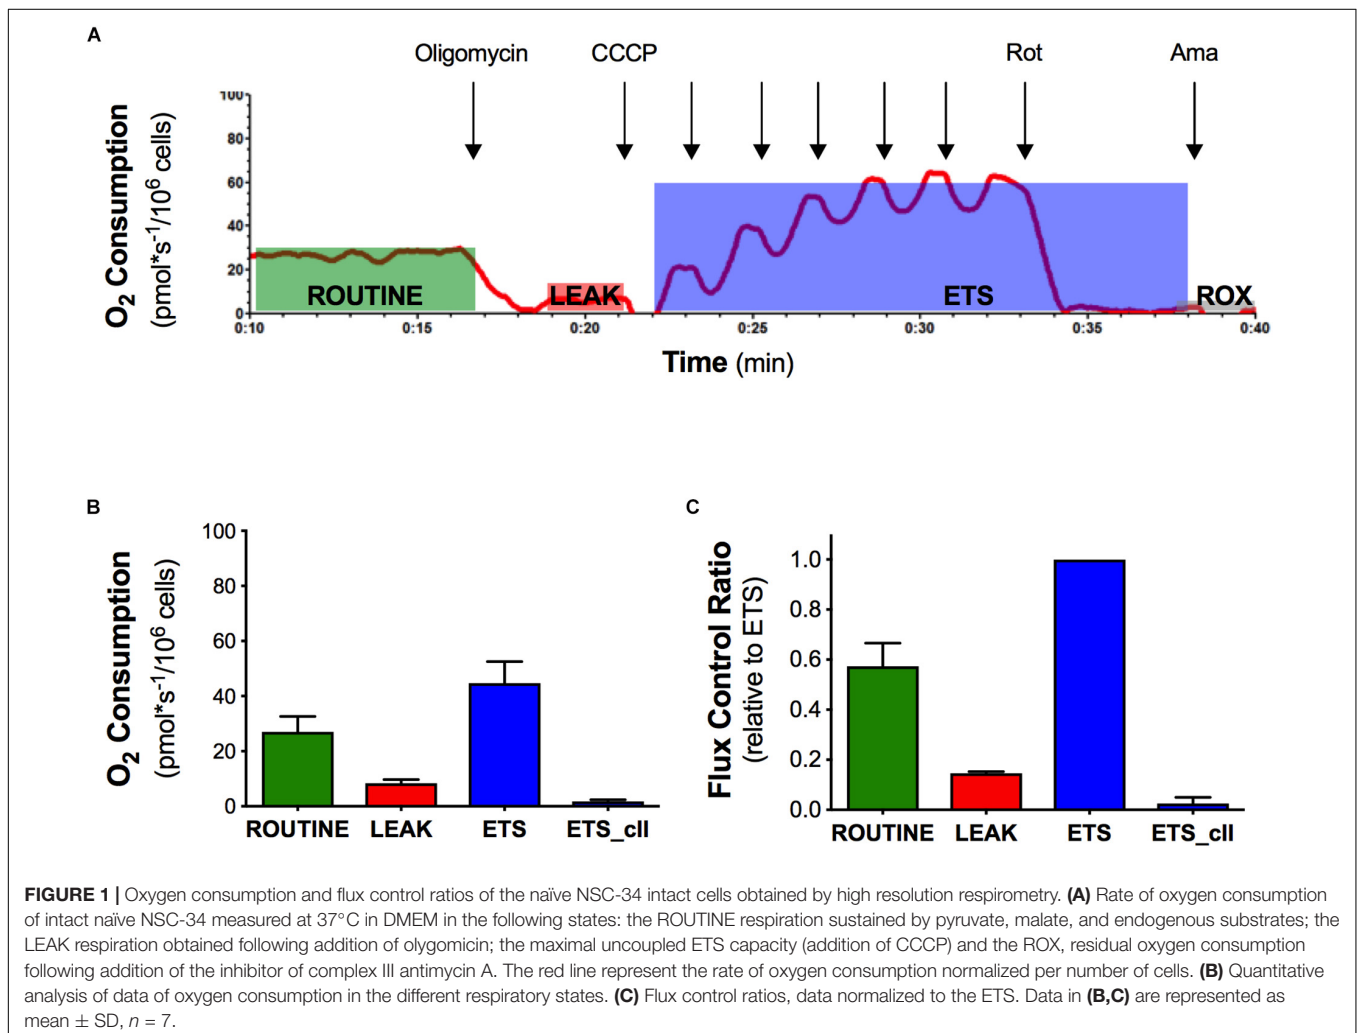 A
Oligomycin CCCP Rot Ama
O2 Consumption
(pmol*s-1/10^6 cells)
100
80
60
40
20
0
ROUTINE LEAK ETS ROX
0:10 0:15 0:20 0:25 0:30 0:35 0:40
Time (min)
B
O2 Consumption
(pmol*s-1/10^6 cells)
100
80
60
40
20
0
ROUTINE LEAK ETS ETS_cII
C
Flux Control Ratio
(relative to ETS)
1.0
0.8
0.6
0.4
0.2
0.0
ROUTINE LEAK ETS ETS_cII
FIGURE 1 | Oxygen consumption and flux control ratios of the naïve NSC-34 intact cells obtained by high resolution respirometry. (A) Rate of oxygen consumption
of intact naïve NSC-34 measured at 37°C in DMEM in the following states: the ROUTINE respiration sustained by pyruvate, malate, and endogenous substrates; the
LEAK respiration obtained following addition of olygomicin; the maximal uncoupled ETS capacity (addition of CCCP) and the ROX, residual oxygen consumption
following addition of the inhibitor of complex III antimycin A. The red line represent the rate of oxygen consumption normalized per number of cells. (B) Quantitative
analysis of data of oxygen consumption in the different respiratory states. (C) Flux control ratios, data normalized to the ETS. Data in (B,C) are represented as
mean ± SD, n = 7.